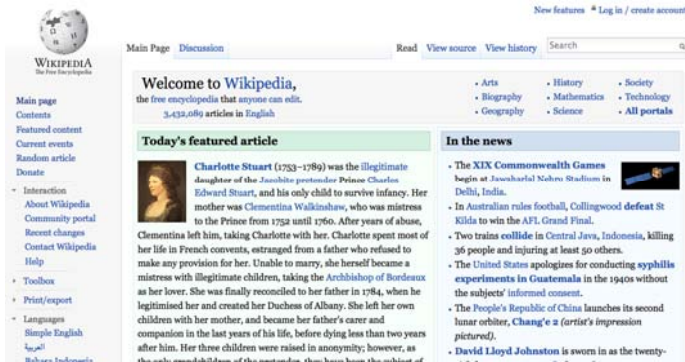 New features Log in / create account
Main Page Discussion Read View source View history Search
WIKIPEDIA
The Free Encyclopedia
Main page
Contents
Featured content
Current events
Random article
Donate
Interaction
About Wikipedia
Community portal
Recent changes
Contact Wikipedia
Help
Toolbox
Print/export
Languages
Simple English
العربية
Bahasa Indonesia
Welcome to Wikipedia,
the free encyclopedia that anyone can edit.
3,432,089 articles in English
• Arts
• Biography
• Geography
• History
• Mathematics
• Science
• Society
• Technology
• All portals
Today's featured article
Charlotte Stuart (1753–1789) was the illegitimate
daughter of the Jacobite pretender Prince Charles
Edward Stuart, and his only child to survive infancy. Her
mother was Clementina Walkinshaw, who was mistress
to the Prince from 1752 until 1760. After years of abuse,
Clementina left him, taking Charlotte with her. Charlotte spent most of
her life in French convents, estranged from a father who refused to
make any provision for her. Unable to marry, she herself became a
mistress with illegitimate children, taking the Archbishop of Bordeaux
as her lover. She was finally reconciled to her father in 1784, when he
legitimised her and created her Duchess of Albany. She left her own
children with her mother, and became her father's carer and
companion in the last years of his life, before dying less than two years
after him. Her three children were raised in anonymity; however, as
the only grandchildren of the pretender, they have been the subject of
In the news
• The XIX Commonwealth Games
begin at Jawaharlal Nehru Stadium in
Delhi, India.
• In Australian rules football, Collingwood defeat St
Kilda to win the AFL Grand Final.
• Two trains collide in Central Java, Indonesia, killing
36 people and injuring at least 50 others.
• The United States apologizes for conducting syphilis
experiments in Guatemala in the 1940s without
the subjects' informed consent.
• The People's Republic of China launches its second
lunar orbiter, Chang'e 2 (artist's impression
pictured).
• David Lloyd Johnston is sworn in as the twenty-